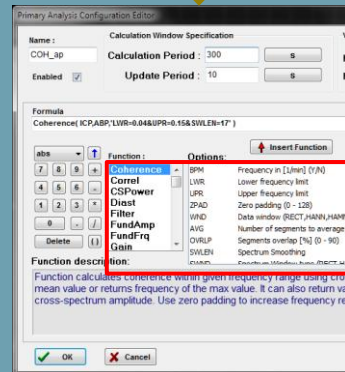 Primary Analysis Configuration Editor
Name :
COH_ap
Enabled
Calculation Window Specification
Calculation Period : 300 s
Update Period : 10 s
Formula
Coherence( ICP,ABP,'LWR=0.04&UPR=0.15&SWLEN=17' )
abs
7 8 9 +
4 5 6 -
1 2 3 *
0 . /
Delete ( )
Function :
Coherence
Correl
CSPower
Diast
Filter
FundAmp
FundFrq
Gain
Insert Function
Options:
BPM Frequency in [1/min] (Y/N)
LWR Lower frequency limit
UPR Upper frequency limit
ZPAD Zero padding (0 - 128)
WND Data window (RECT,HANN,HAM
AVG Number of segments to average
OVRLP Segments overlap [%] (0 - 90)
SWLEN Spectrum Smoothing
Function description:
Function calculates coherence within given frequency range using cro
mean value or returns frequency of the max value. It can also return va
cross-spectrum amplitude. Use zero padding to increase frequency re
OK
Cancel